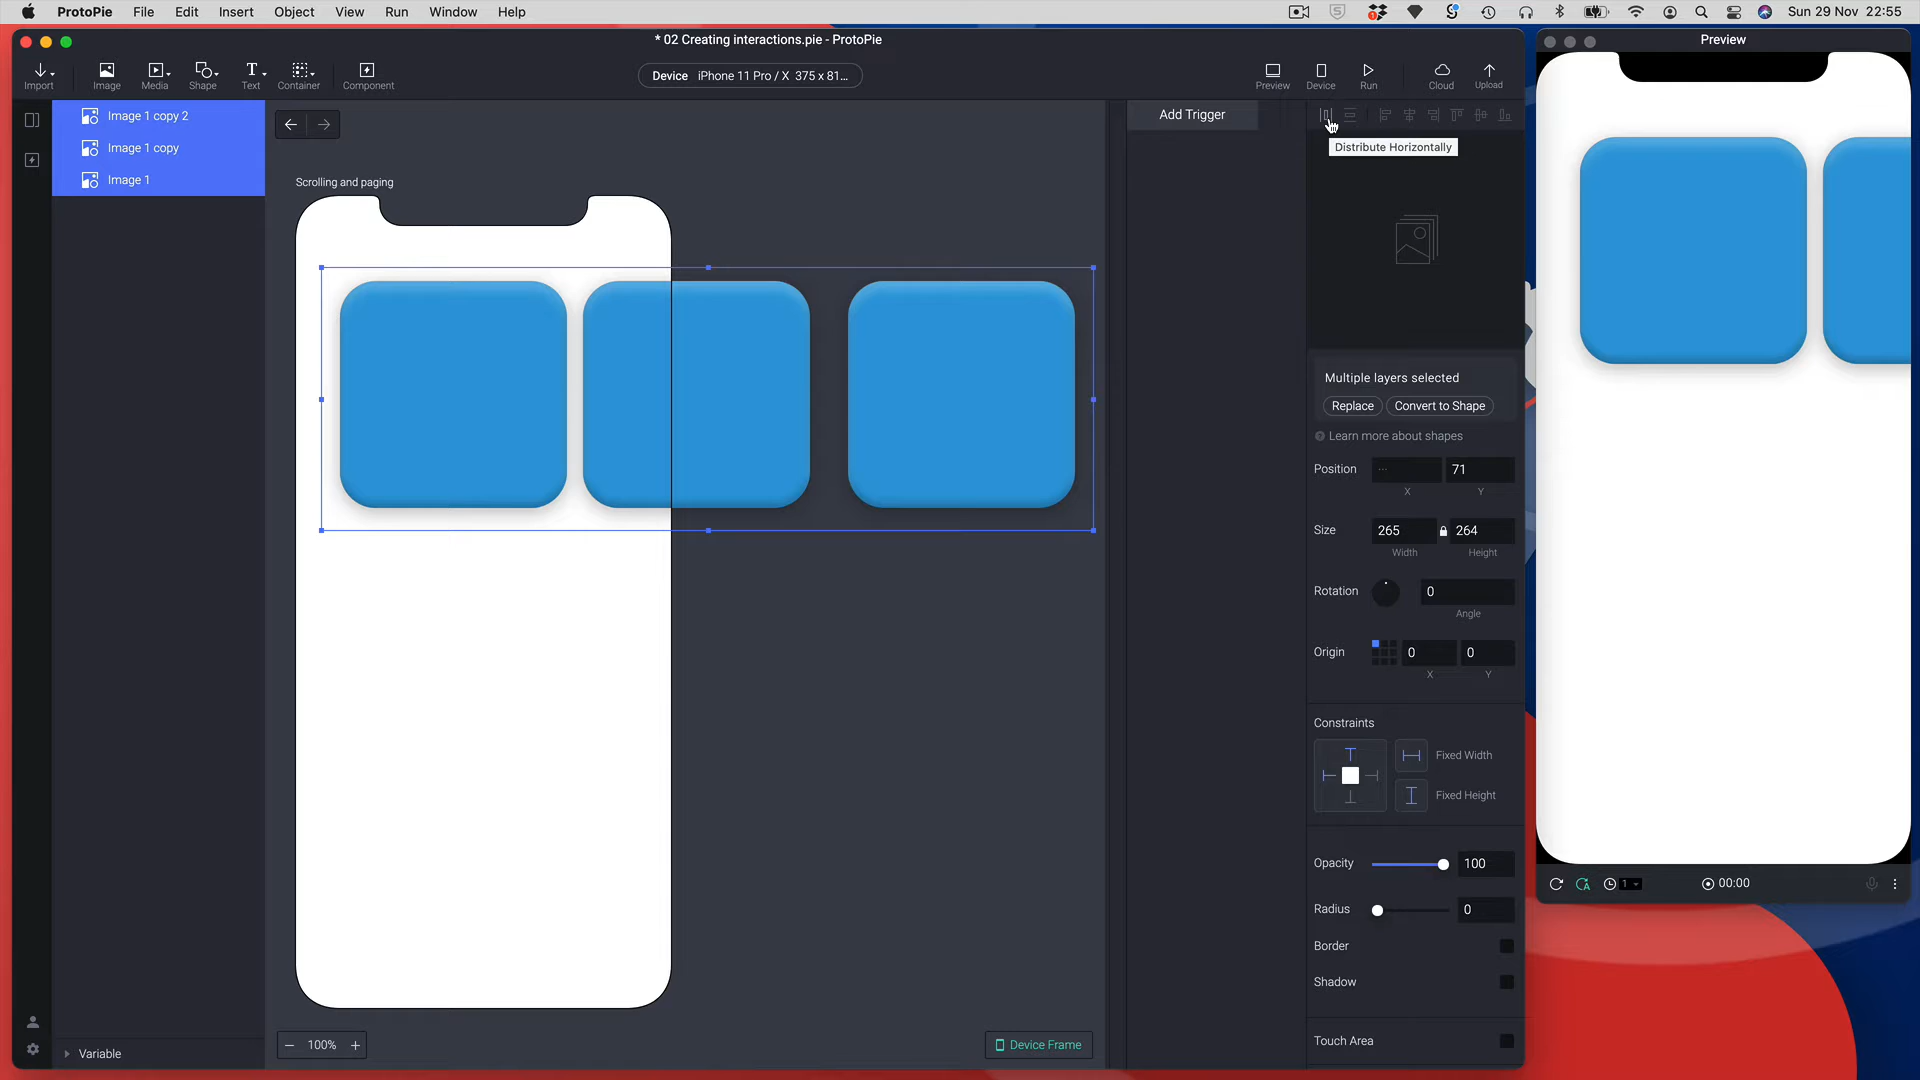 ProtoPie File Edit Insert Object View Run Window Help Sun 29 Nov 22:55
* 02 Creating interactions.pie - ProtoPie
Preview
Import Image Media Shape Text Container Component
Device iPhone 11 Pro / X 375 x 81...
Preview Device Run Cloud Upload
Image 1 copy 2
Image 1 copy
Image 1
Add Trigger
Distribute Horizontally
Scrolling and paging
Multiple layers selected
Replace Convert to Shape
Learn more about shapes
Position ... 71
X Y
Size 265 264
Width Height
Rotation 0
Angle
Origin 0 0
X Y
Constraints
Fixed Width
Fixed Height
Opacity 100
Radius 0
Border
Shadow
Touch Area
Variable
100%
Device Frame
1 00:00